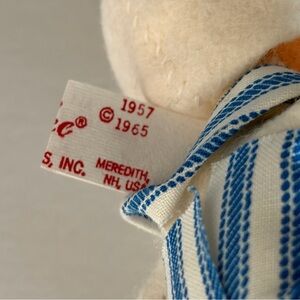 1957
© 1965
®
S, INC. MEREDITH,
NH, USA